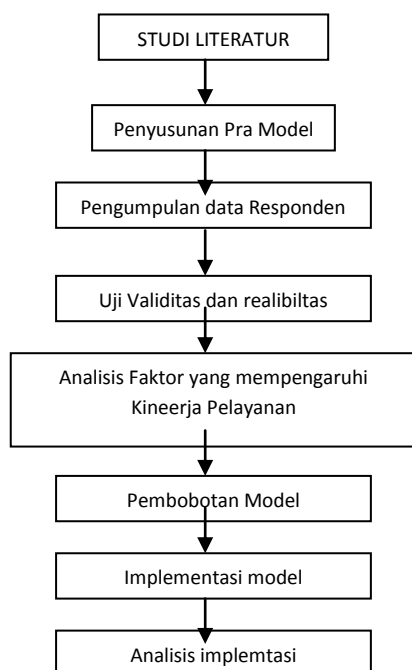 STUDI LITERATUR
Penyusunan Pra Model
Pengumpulan data Responden
Uji Validitas dan realibiltas
Analisis Faktor yang mempengaruhi
Kineerja Pelayanan
Pembobotan Model
Implementasi model
Analisis implemtasi